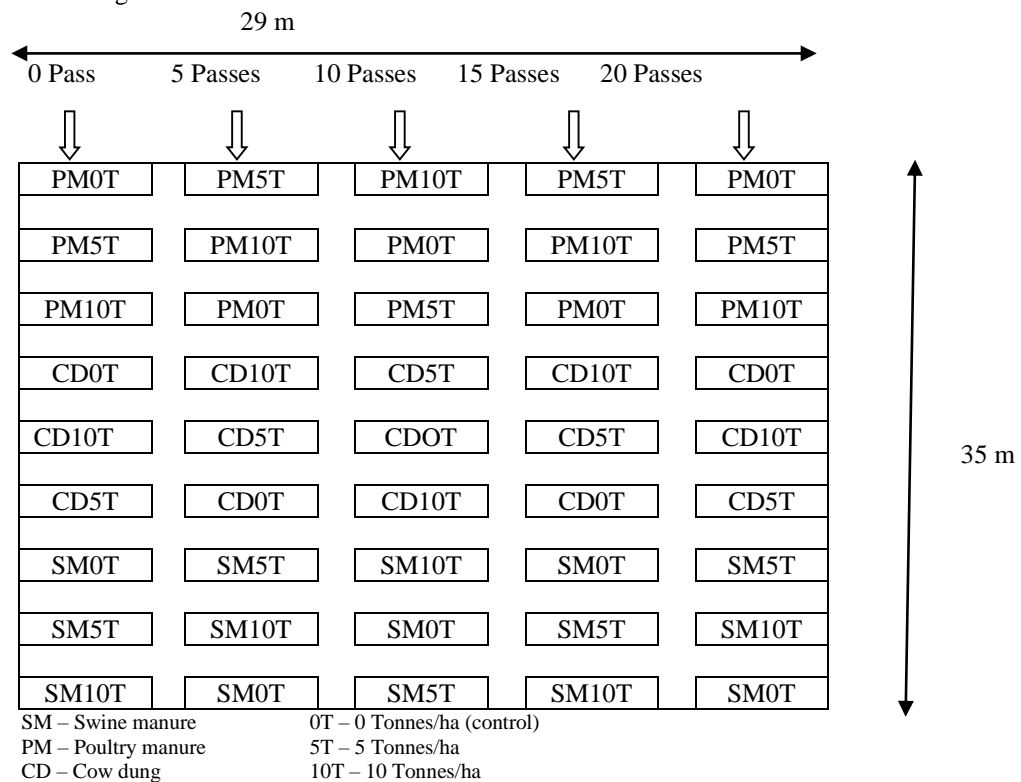 29 m
0 Pass 5 Passes 10 Passes 15 Passes 20 Passes
PM0T PM5T PM10T PM5T PM0T
PM5T PM10T PM0T PM10T PM5T
PM10T PM0T PM5T PM0T PM10T
CD0T CD10T CD5T CD10T CD0T
CD10T CD5T CDOT CD5T CD10T
35 m
CD5T CD0T CD10T CD0T CD5T
SM0T SM5T SM10T SM0T SM5T
SM5T SM10T SM0T SM5T SM10T
SM10T SM0T SM5T SM10T SM0T
SM – Swine manure 0T – 0 Tonnes/ha (control)
PM – Poultry manure 5T – 5 Tonnes/ha
CD – Cow dung 10T – 10 Tonnes/ha